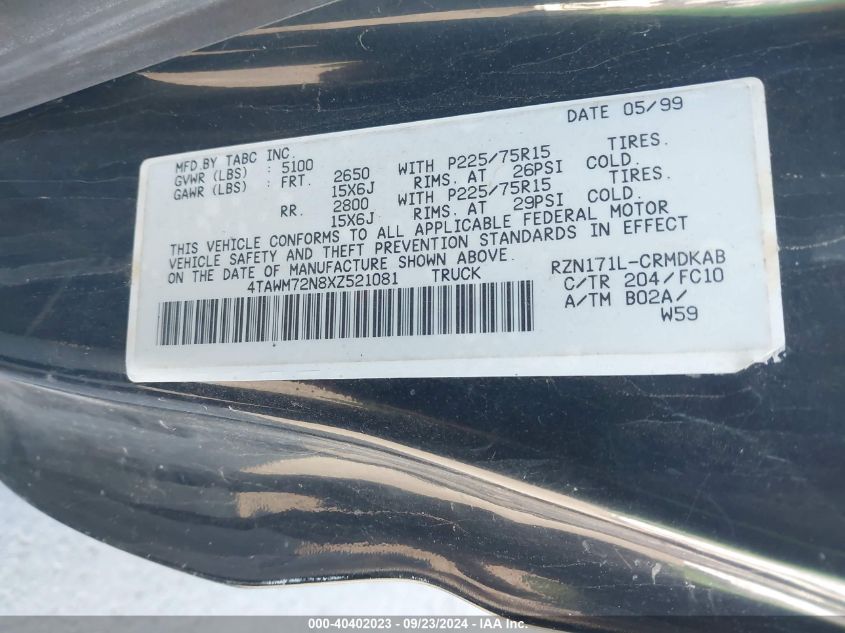 DATE 05/99
MFD.BY TABC INC.
GVWR (LBS) : 5100
GAWR (LBS) : FRT. 2650 WITH P225/75R15 TIRES.
15X6J RIMS. AT 26PSI COLD.
RR. 2800 WITH P225/75R15 TIRES.
15X6J RIMS. AT 29PSI COLD.
THIS VEHICLE CONFORMS TO ALL APPLICABLE FEDERAL MOTOR
VEHICLE SAFETY AND THEFT PREVENTION STANDARDS IN EFFECT
ON THE DATE OF MANUFACTURE SHOWN ABOVE.
4TAWM72N8XZ521081 TRUCK
RZN171L-CRMDKAB
C/TR 204/FC10
A/TM B02A/
W59
000-40402023 - 09/23/2024 - IAA Inc.